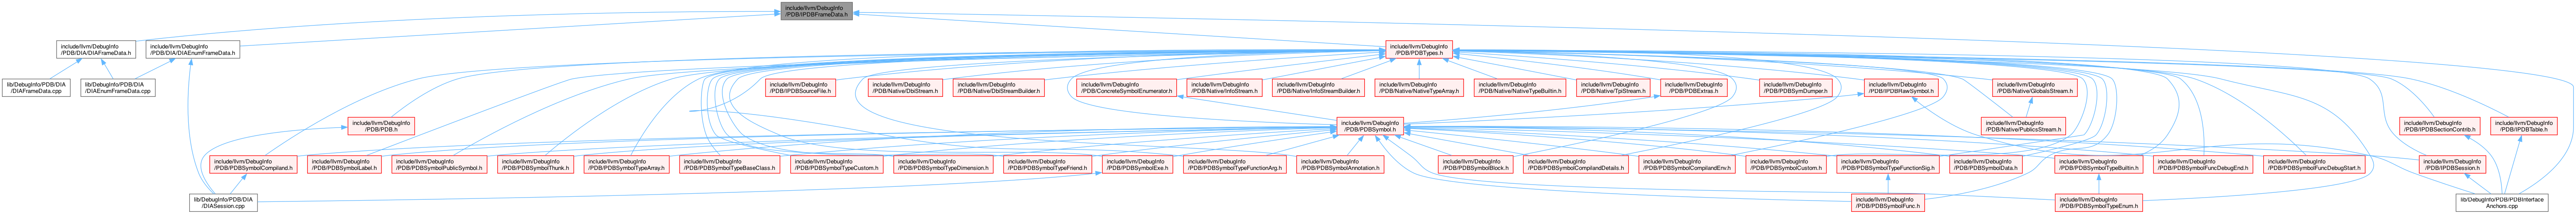 include/llvm/DebugInfo
/PDB/IPDBFrameData.h
include/llvm/DebugInfo
/PDB/DIA/DIAFrameData.h
include/llvm/DebugInfo
/PDB/DIA/DIAEnumFrameData.h
include/llvm/DebugInfo
/PDB/PDBTypes.h
lib/DebugInfo/PDB/DIA
/DIAFrameData.cpp
lib/DebugInfo/PDB/DIA
/DIAEnumFrameData.cpp
include/llvm/DebugInfo
/PDB/IPDBSourceFile.h
include/llvm/DebugInfo
/PDB/Native/DbiStream.h
include/llvm/DebugInfo
/PDB/Native/DbiStreamBuilder.h
include/llvm/DebugInfo
/PDB/ConcreteSymbolEnumerator.h
include/llvm/DebugInfo
/PDB/Native/InfoStream.h
include/llvm/DebugInfo
/PDB/Native/InfoStreamBuilder.h
include/llvm/DebugInfo
/PDB/Native/NativeTypeArray.h
include/llvm/DebugInfo
/PDB/Native/NativeTypeBuiltin.h
include/llvm/DebugInfo
/PDB/Native/TpiStream.h
include/llvm/DebugInfo
/PDB/PDBExtras.h
include/llvm/DebugInfo
/PDB/PDBSymDumper.h
include/llvm/DebugInfo
/PDB/IPDBRawSymbol.h
include/llvm/DebugInfo
/PDB/Native/GlobalsStream.h
include/llvm/DebugInfo
/PDB/PDB.h
include/llvm/DebugInfo
/PDB/PDBSymbol.h
include/llvm/DebugInfo
/PDB/Native/PublicsStream.h
include/llvm/DebugInfo
/PDB/IPDBSectionContrib.h
include/llvm/DebugInfo
/PDB/IPDBTable.h
include/llvm/DebugInfo
/PDB/PDBSymbolCompiland.h
include/llvm/DebugInfo
/PDB/PDBSymbolLabel.h
include/llvm/DebugInfo
/PDB/PDBSymbolPublicSymbol.h
include/llvm/DebugInfo
/PDB/PDBSymbolThunk.h
include/llvm/DebugInfo
/PDB/PDBSymbolTypeArray.h
include/llvm/DebugInfo
/PDB/PDBSymbolTypeBaseClass.h
include/llvm/DebugInfo
/PDB/PDBSymbolTypeCustom.h
include/llvm/DebugInfo
/PDB/PDBSymbolTypeDimension.h
include/llvm/DebugInfo
/PDB/PDBSymbolTypeFriend.h
include/llvm/DebugInfo
/PDB/PDBSymbolExe.h
include/llvm/DebugInfo
/PDB/PDBSymbolTypeFunctionArg.h
include/llvm/DebugInfo
/PDB/PDBSymbolAnnotation.h
include/llvm/DebugInfo
/PDB/PDBSymbolBlock.h
include/llvm/DebugInfo
/PDB/PDBSymbolCompilandDetails.h
include/llvm/DebugInfo
/PDB/PDBSymbolCompilandEnv.h
include/llvm/DebugInfo
/PDB/PDBSymbolCustom.h
include/llvm/DebugInfo
/PDB/PDBSymbolTypeFunctionSig.h
include/llvm/DebugInfo
/PDB/PDBSymbolData.h
include/llvm/DebugInfo
/PDB/PDBSymbolTypeBuiltin.h
include/llvm/DebugInfo
/PDB/PDBSymbolFuncDebugEnd.h
include/llvm/DebugInfo
/PDB/PDBSymbolFuncDebugStart.h
include/llvm/DebugInfo
/PDB/IPDBSession.h
lib/DebugInfo/PDB/DIA
/DIASession.cpp
include/llvm/DebugInfo
/PDB/PDBSymbolFunc.h
include/llvm/DebugInfo
/PDB/PDBSymbolTypeEnum.h
lib/DebugInfo/PDB/PDBInterface
Anchors.cpp